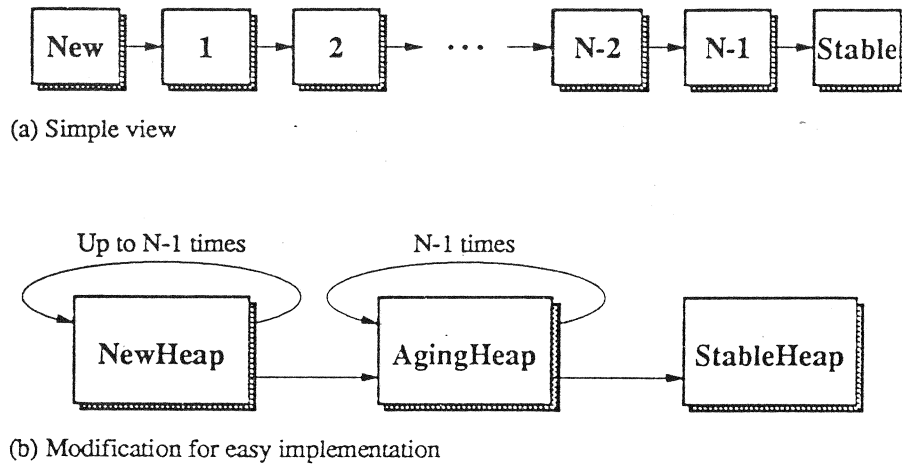 New 1 2 ... N-2 N-1 Stable
(a) Simple view
Up to N-1 times N-1 times
NewHeap AgingHeap StableHeap
(b) Modification for easy implementation